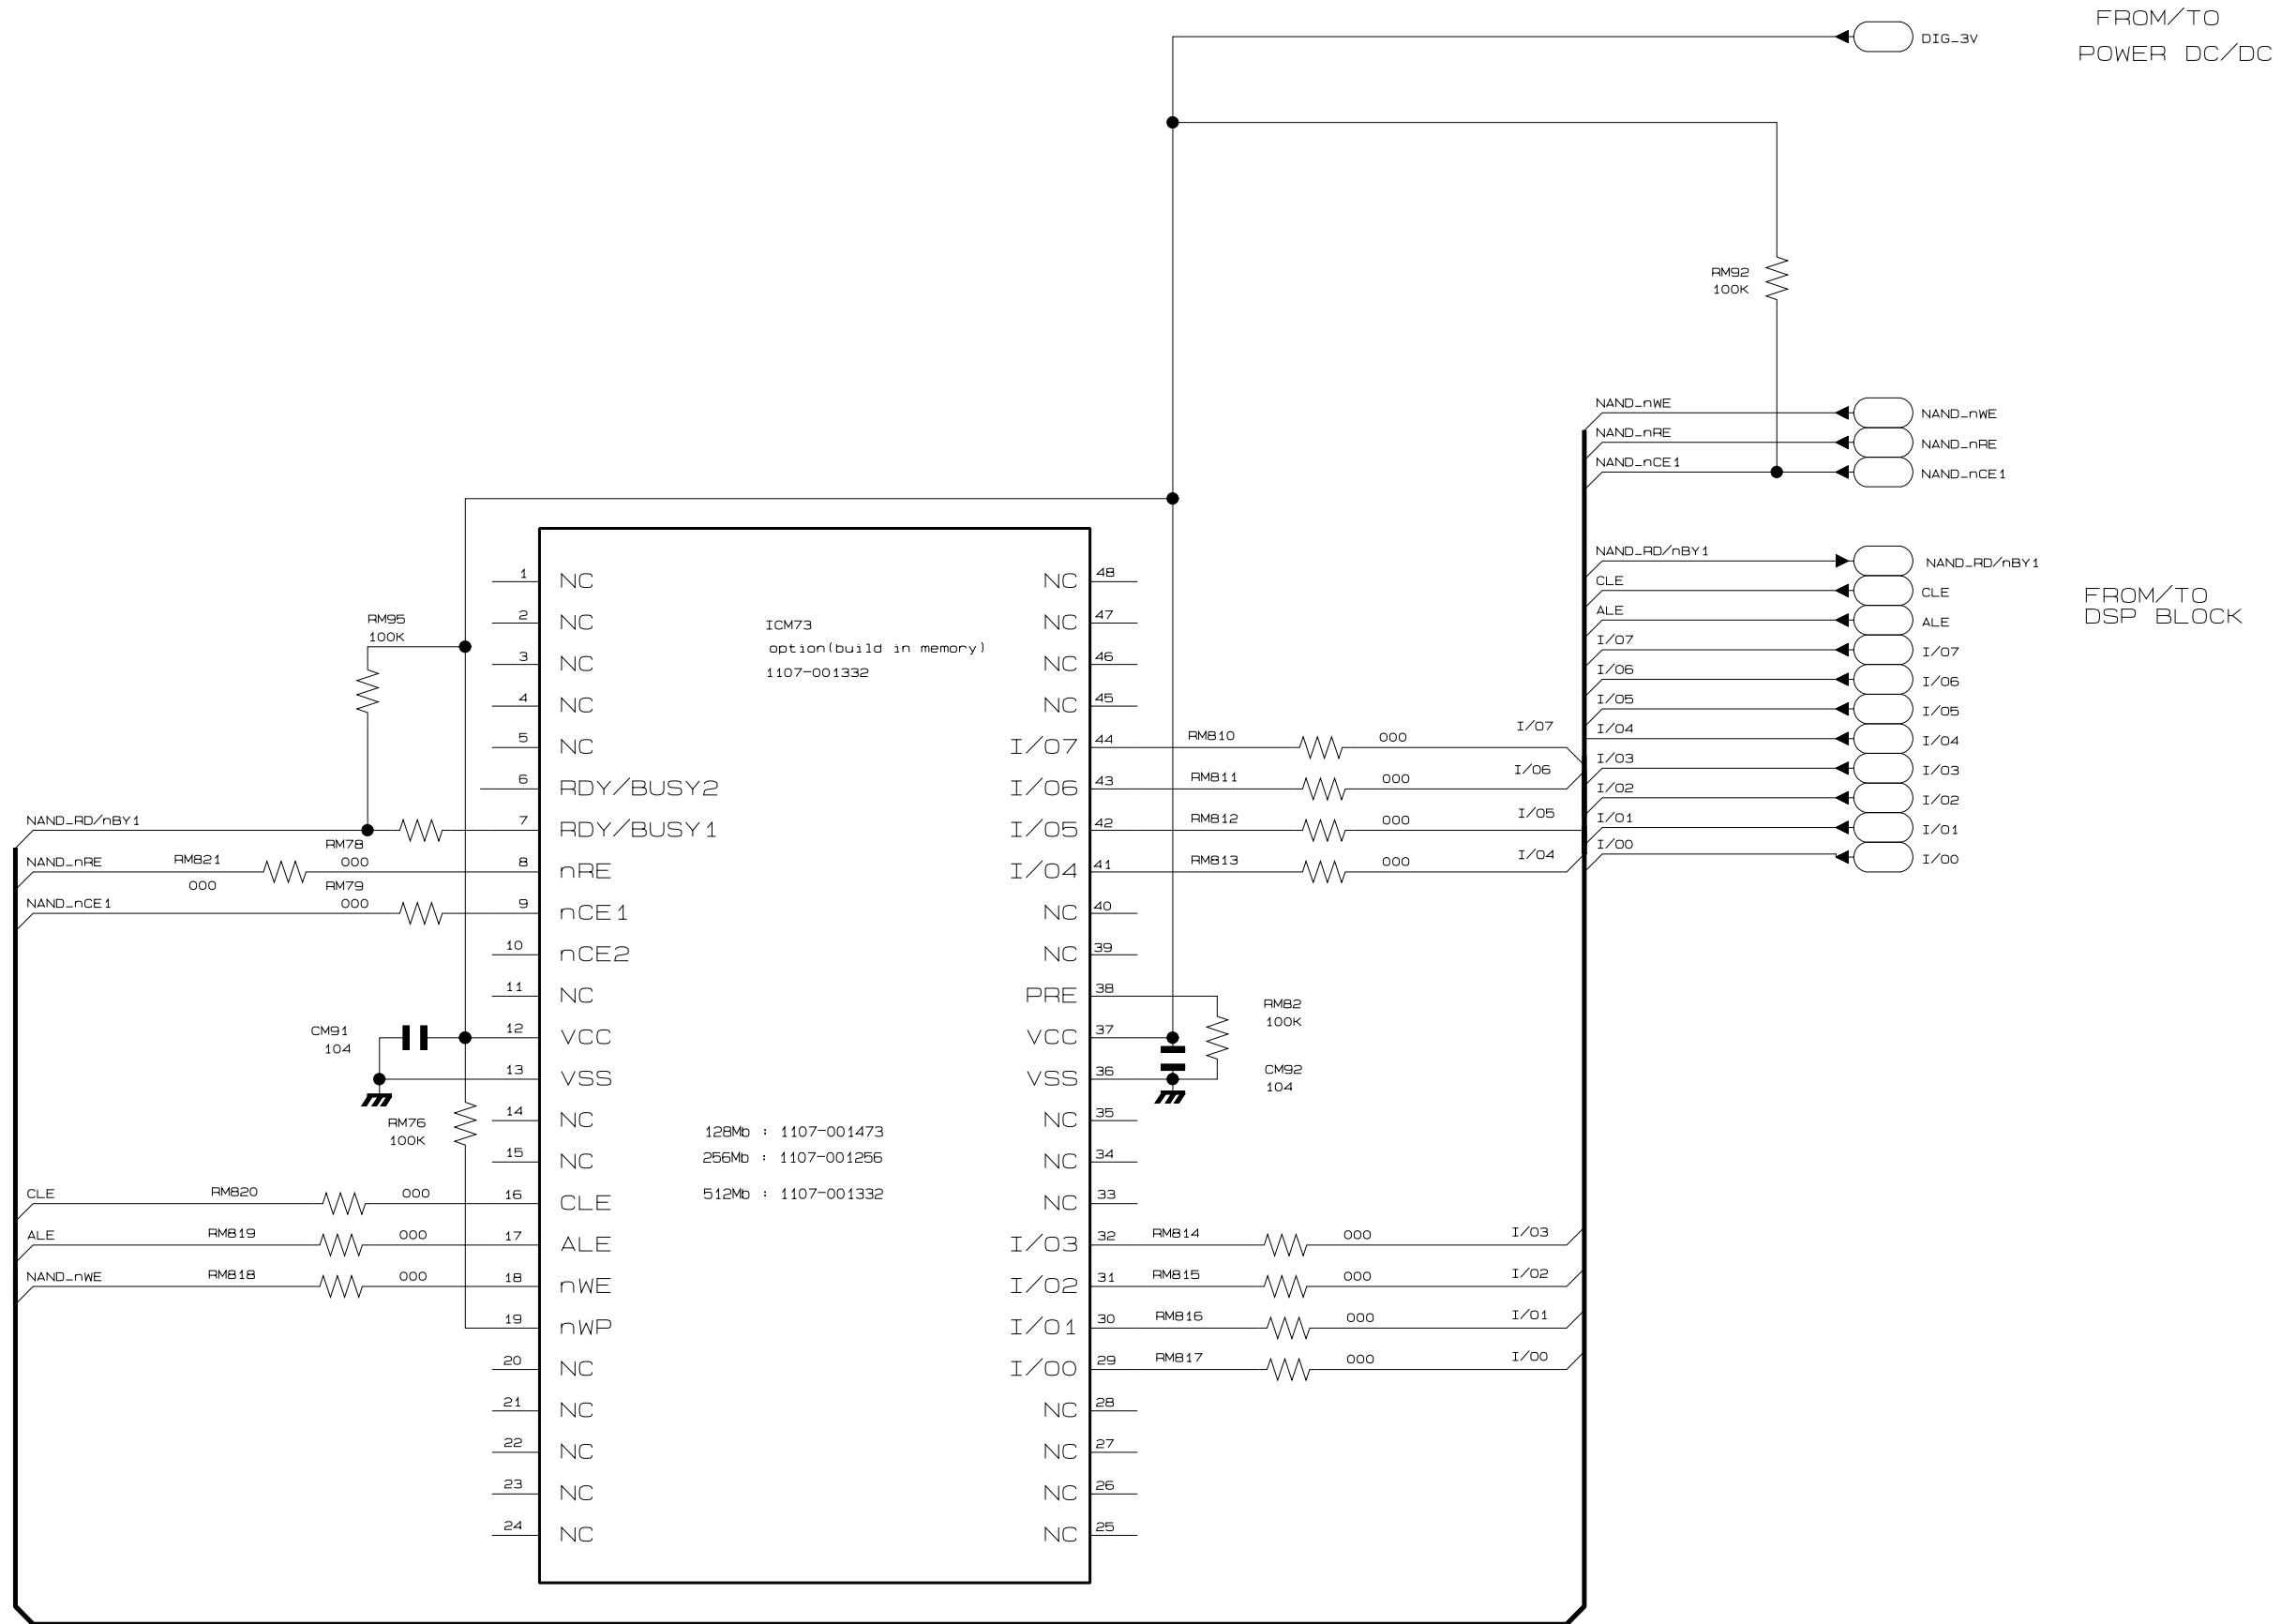 FROM/TO
POWER DC/DC
DIG_3V
RM92
100K
NAND_nWE
NAND_nWE
NAND_nRE
NAND_nRE
NAND_nCE1
NAND_nCE1
NAND_RD/nBY1
NAND_RD/nBY1
CLE
CLE
ALE
ALE
I/O7
I/O7
I/O6
I/O6
I/O5
I/O5
I/O4
I/O4
I/O3
I/O3
I/O2
I/O2
I/O1
I/O1
I/O0
I/O0
FROM/TO
DSP BLOCK
ICM73
option(build in memory)
1107-001332
128Mb : 1107-001473
256Mb : 1107-001256
512Mb : 1107-001332
RM95
100K
NAND_RD/nBY1
RM78
000
NAND_nRE
RM821
000
RM79
000
NAND_nCE1
CM91
104
RM76
100K
CLE RM820 000
ALE RM819 000
NAND_nWE RM818 000
1 NC
2 NC
3 NC
4 NC
5 NC
6 RDY/BUSY2
7 RDY/BUSY1
8 nRE
9 nCE1
10 nCE2
11 NC
12 VCC
13 VSS
14 NC
15 NC
16 CLE
17 ALE
18 nWE
19 nWP
20 NC
21 NC
22 NC
23 NC
24 NC
NC 48
NC 47
NC 46
NC 45
I/O7 44 RM810 000 I/O7
I/O6 43 RM811 000 I/O6
I/O5 42 RM812 000 I/O5
I/O4 41 RM813 000 I/O4
NC 40
NC 39
PRE 38
RM82
100K
VCC 37
VSS 36
CM92
104
NC 35
NC 34
NC 33
I/O3 32 RM814 000 I/O3
I/O2 31 RM815 000 I/O2
I/O1 30 RM816 000 I/O1
I/O0 29 RM817 000 I/O0
NC 28
NC 27
NC 26
NC 25